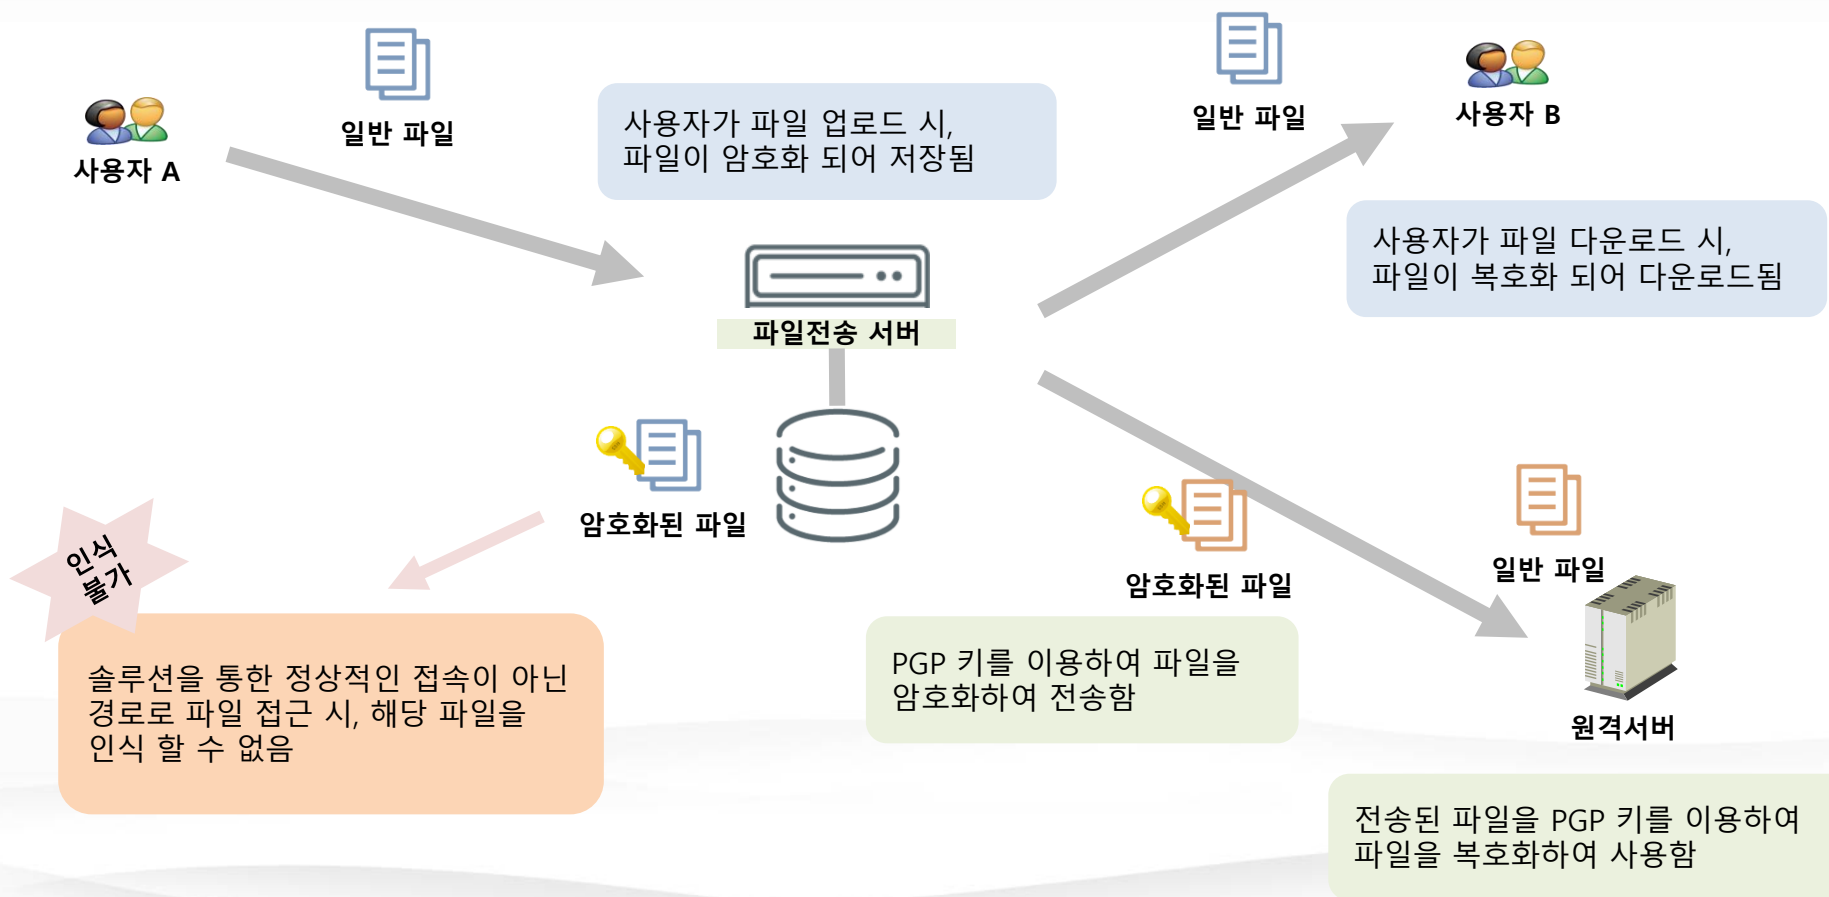 일반 파일
사용자 A
사용자가 파일 업로드 시,
파일이 암호화 되어 저장됨
일반 파일
사용자 B
사용자가 파일 다운로드 시,
파일이 복호화 되어 다운로드됨
파일전송 서버
암호화된 파일
인식
불가
솔루션을 통한 정상적인 접속이 아닌
경로로 파일 접근 시, 해당 파일을
인식 할 수 없음
암호화된 파일
PGP 키를 이용하여 파일을
암호화하여 전송함
일반 파일
원격서버
전송된 파일을 PGP 키를 이용하여
파일을 복호화하여 사용함